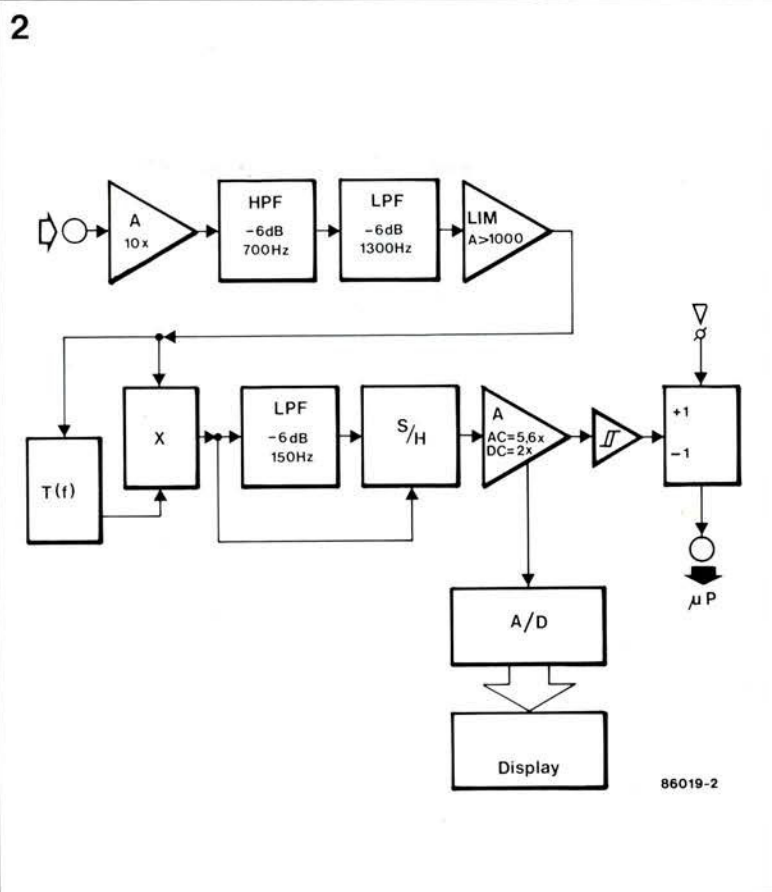 2
A
10x
HPF
-6dB
700Hz
LPF
-6dB
1300Hz
LIM
A>1000
T(f)
X
LPF
-6dB
150Hz
S/H
A
AC=5,6x
DC=2x
+1
-1
μP
A/D
Display
86019-2